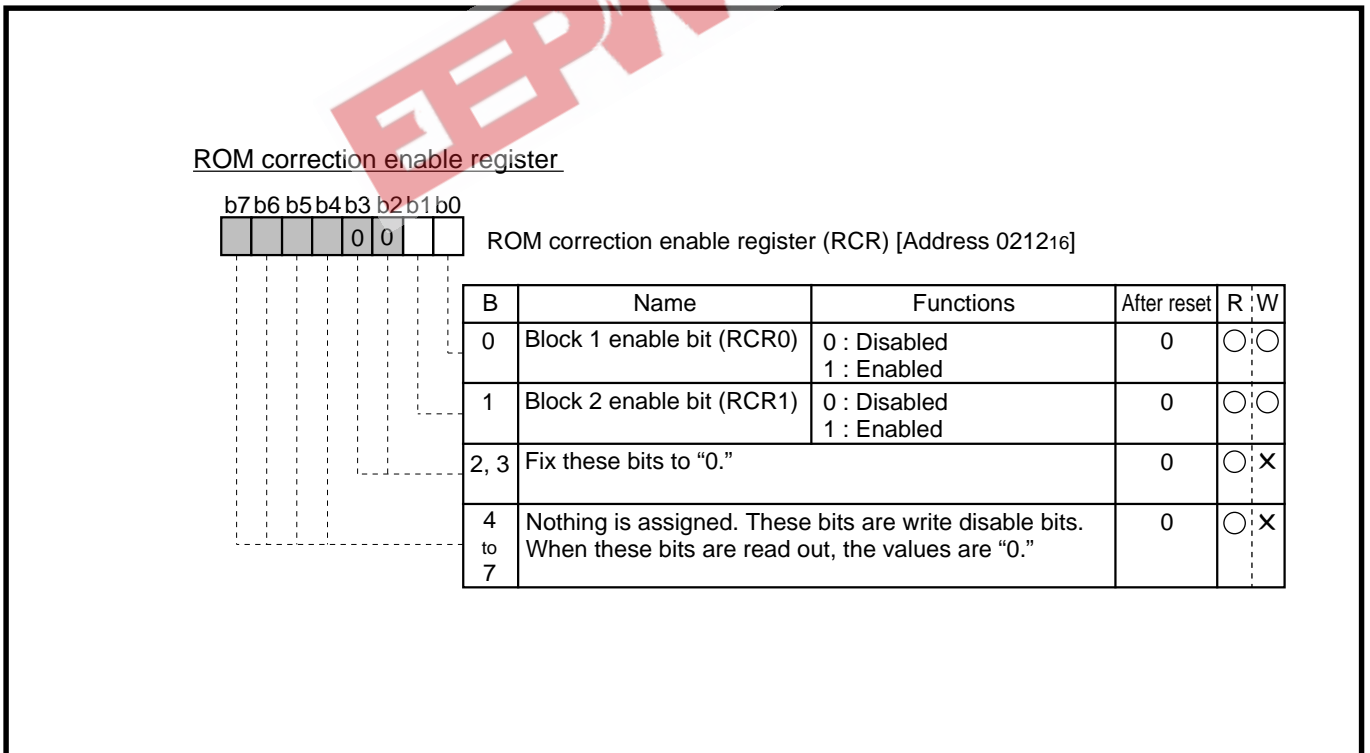 EEPW
ROM correction enable register
b7 b6 b5 b4 b3 b2 b1 b0
0 0
ROM correction enable register (RCR) [Address 021216]
B Name Functions After reset R W
0 Block 1 enable bit (RCR0) 0 : Disabled 0 ○ ○
1 : Enabled
1 Block 2 enable bit (RCR1) 0 : Disabled 0 ○ ○
1 : Enabled
2, 3 Fix these bits to “0.” 0 ○ ×
4 Nothing is assigned. These bits are write disable bits. 0 ○ ×
to When these bits are read out, the values are “0.”
7